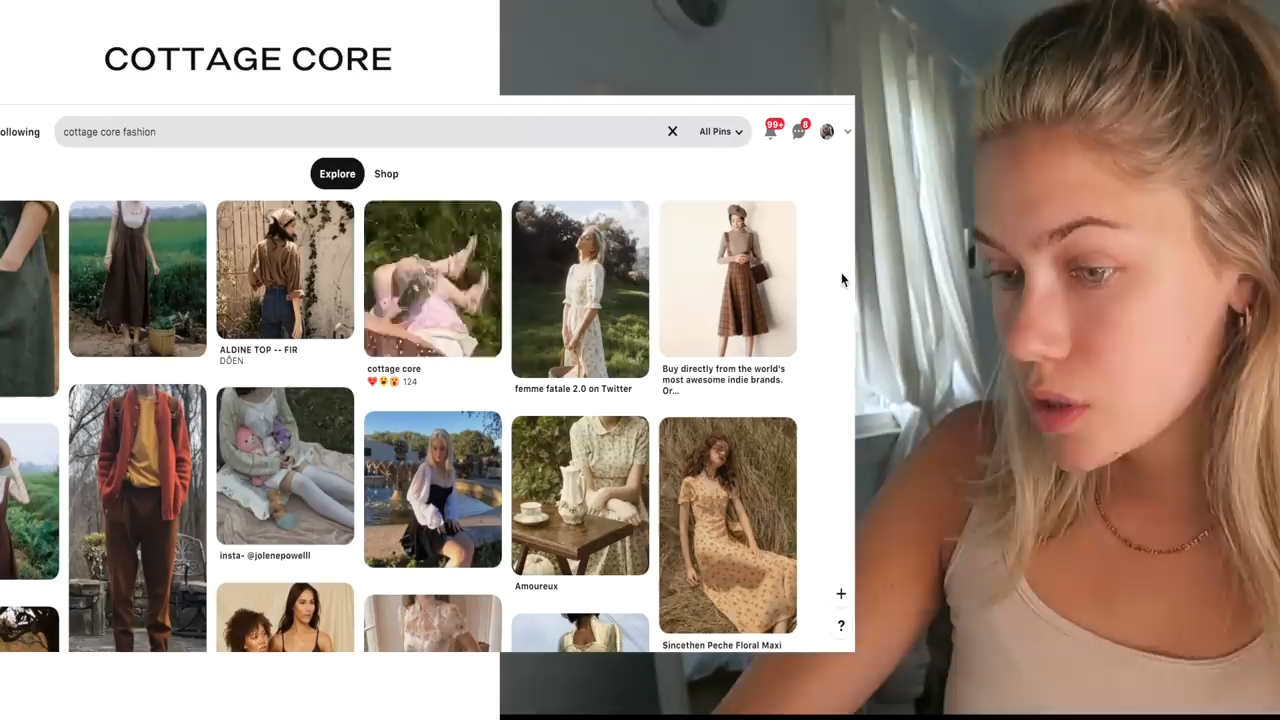 COTTAGE CORE
ollowing
cottage core fashion
All Pins
99+
8
Explore
Shop
ALDINE TOP -- FIR
DÔEN
cottage core
124
femme fatale 2.0 on Twitter
Buy directly from the world's
most awesome indie brands.
Or...
insta- @jolenepowelll
Amoureux
Sincethen Peche Floral Maxi
+
?